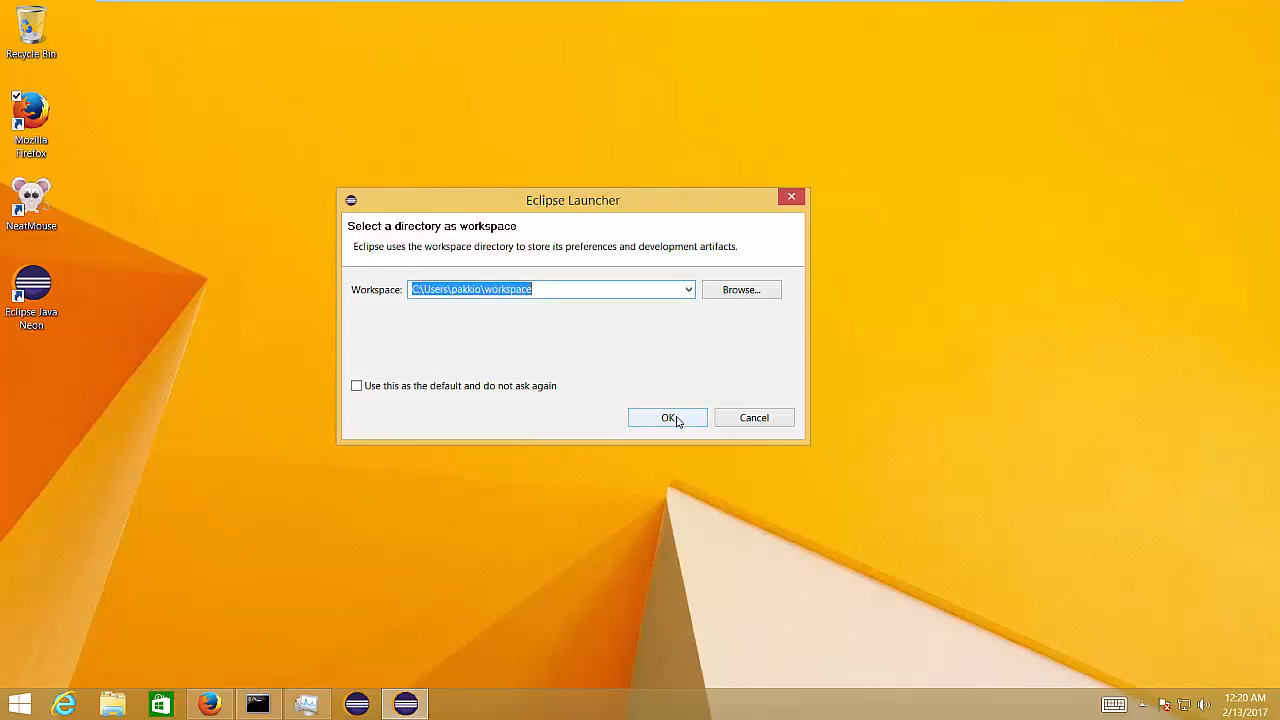 Recycle Bin
Mozilla
Firefox
NeatMouse
Eclipse Java
Neon
Eclipse Launcher
Select a directory as workspace
Eclipse uses the workspace directory to store its preferences and development artifacts.
Workspace: C:\Users\pakkio\workspace Browse...
Use this as the default and do not ask again
OK Cancel
12:20 AM
2/13/2017